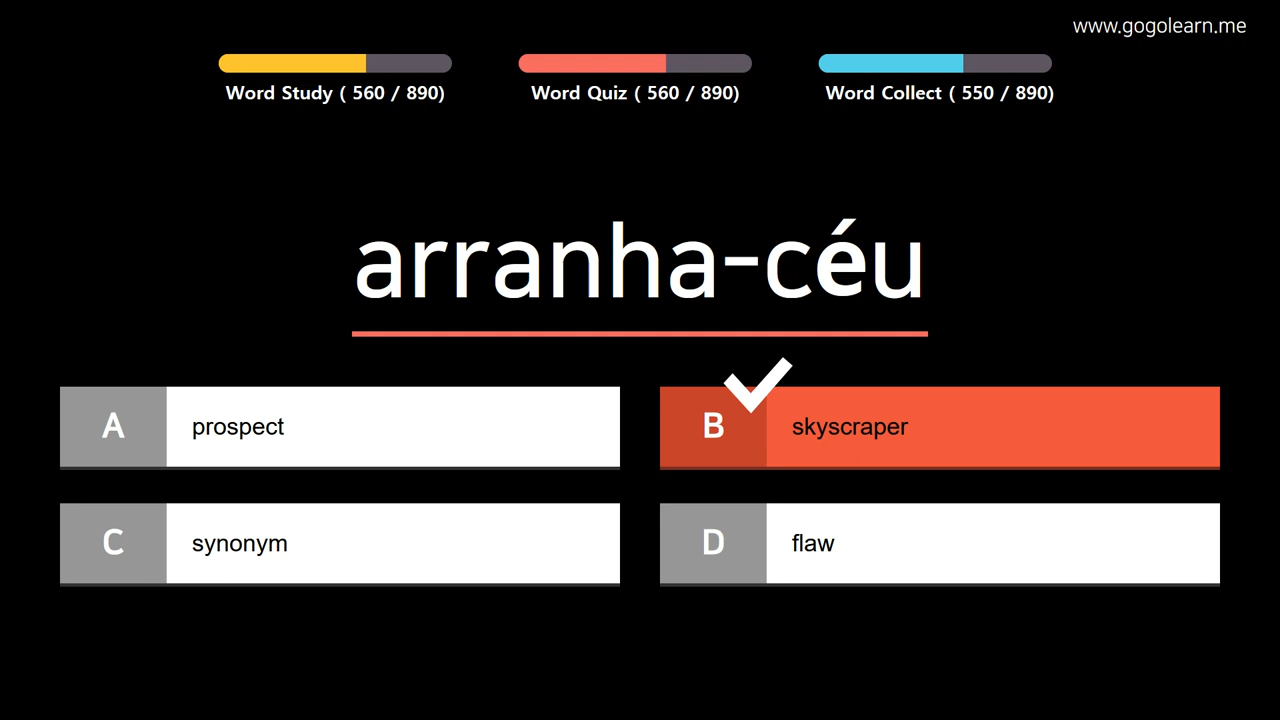 www.gogolearn.me
Word Study ( 560 / 890)
Word Quiz ( 560 / 890)
Word Collect ( 550 / 890)
arranha-céu
A
prospect
B
skyscraper
C
synonym
D
flaw